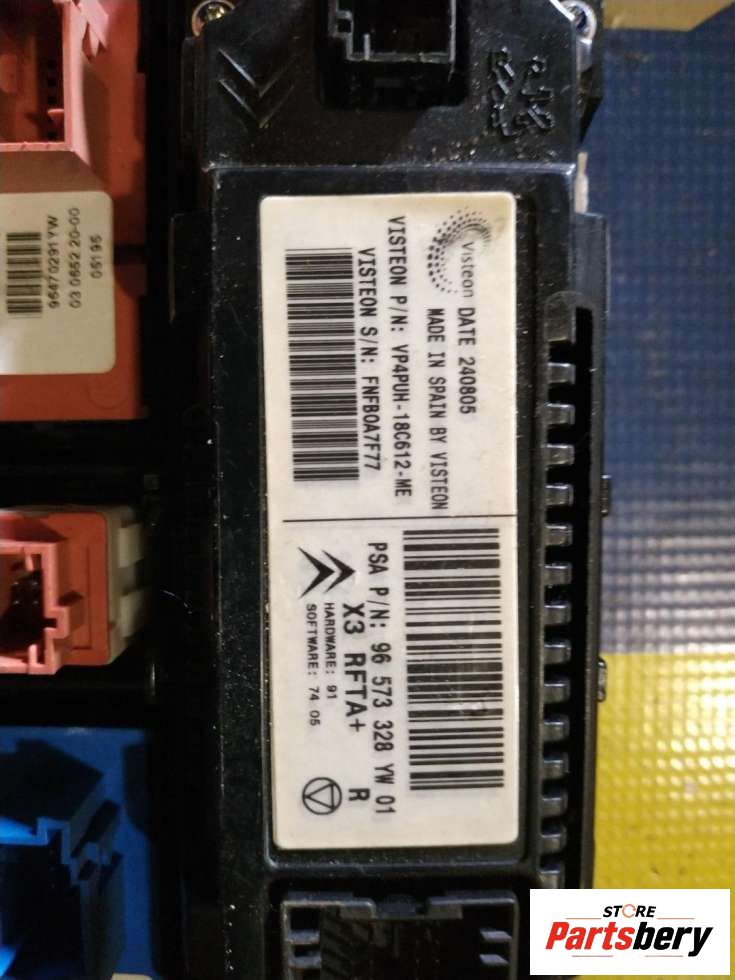 visteon
DATE 240805
MADE IN SPAIN BY VISTEON
VISTEON P/N: VP4PUH-18C612-ME
VISTEON S/N: FNFB0A7F77
PSA P/N: 96 573 328 YW 01
X3 RFTA+ R
HARDWARE: 91
SOFTWARE: 74 05
05195
03 0652 20-00
965470291YW
STORE
Partsbery